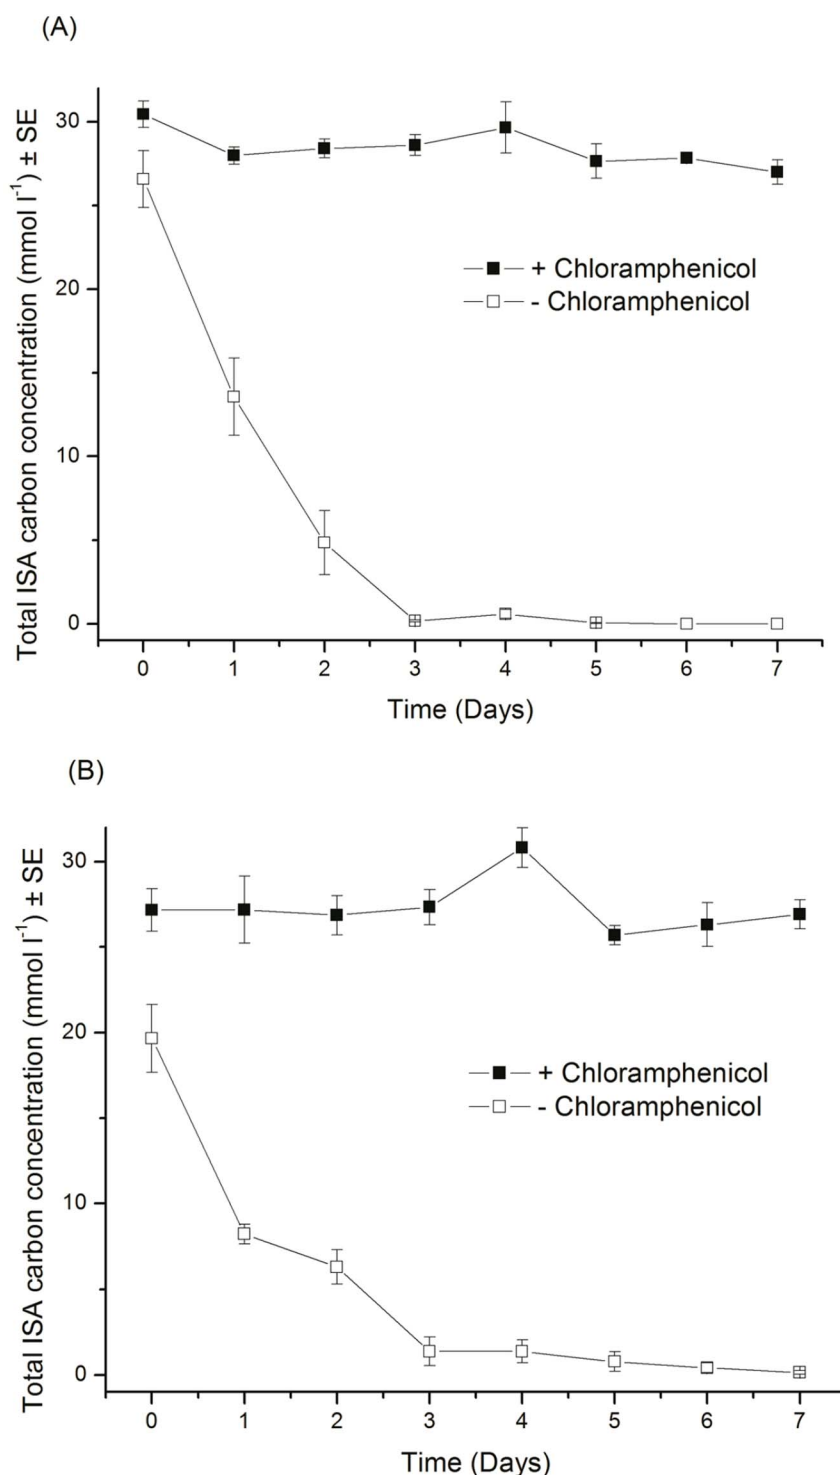 (A)
Total ISA carbon concentration (mmol l⁻¹) ± SE
30
20
10
0
+ Chloramphenicol
- Chloramphenicol
0 1 2 3 4 5 6 7
Time (Days)
(B)
Total ISA carbon concentration (mmol l⁻¹) ± SE
30
20
10
0
+ Chloramphenicol
- Chloramphenicol
0 1 2 3 4 5 6 7
Time (Days)